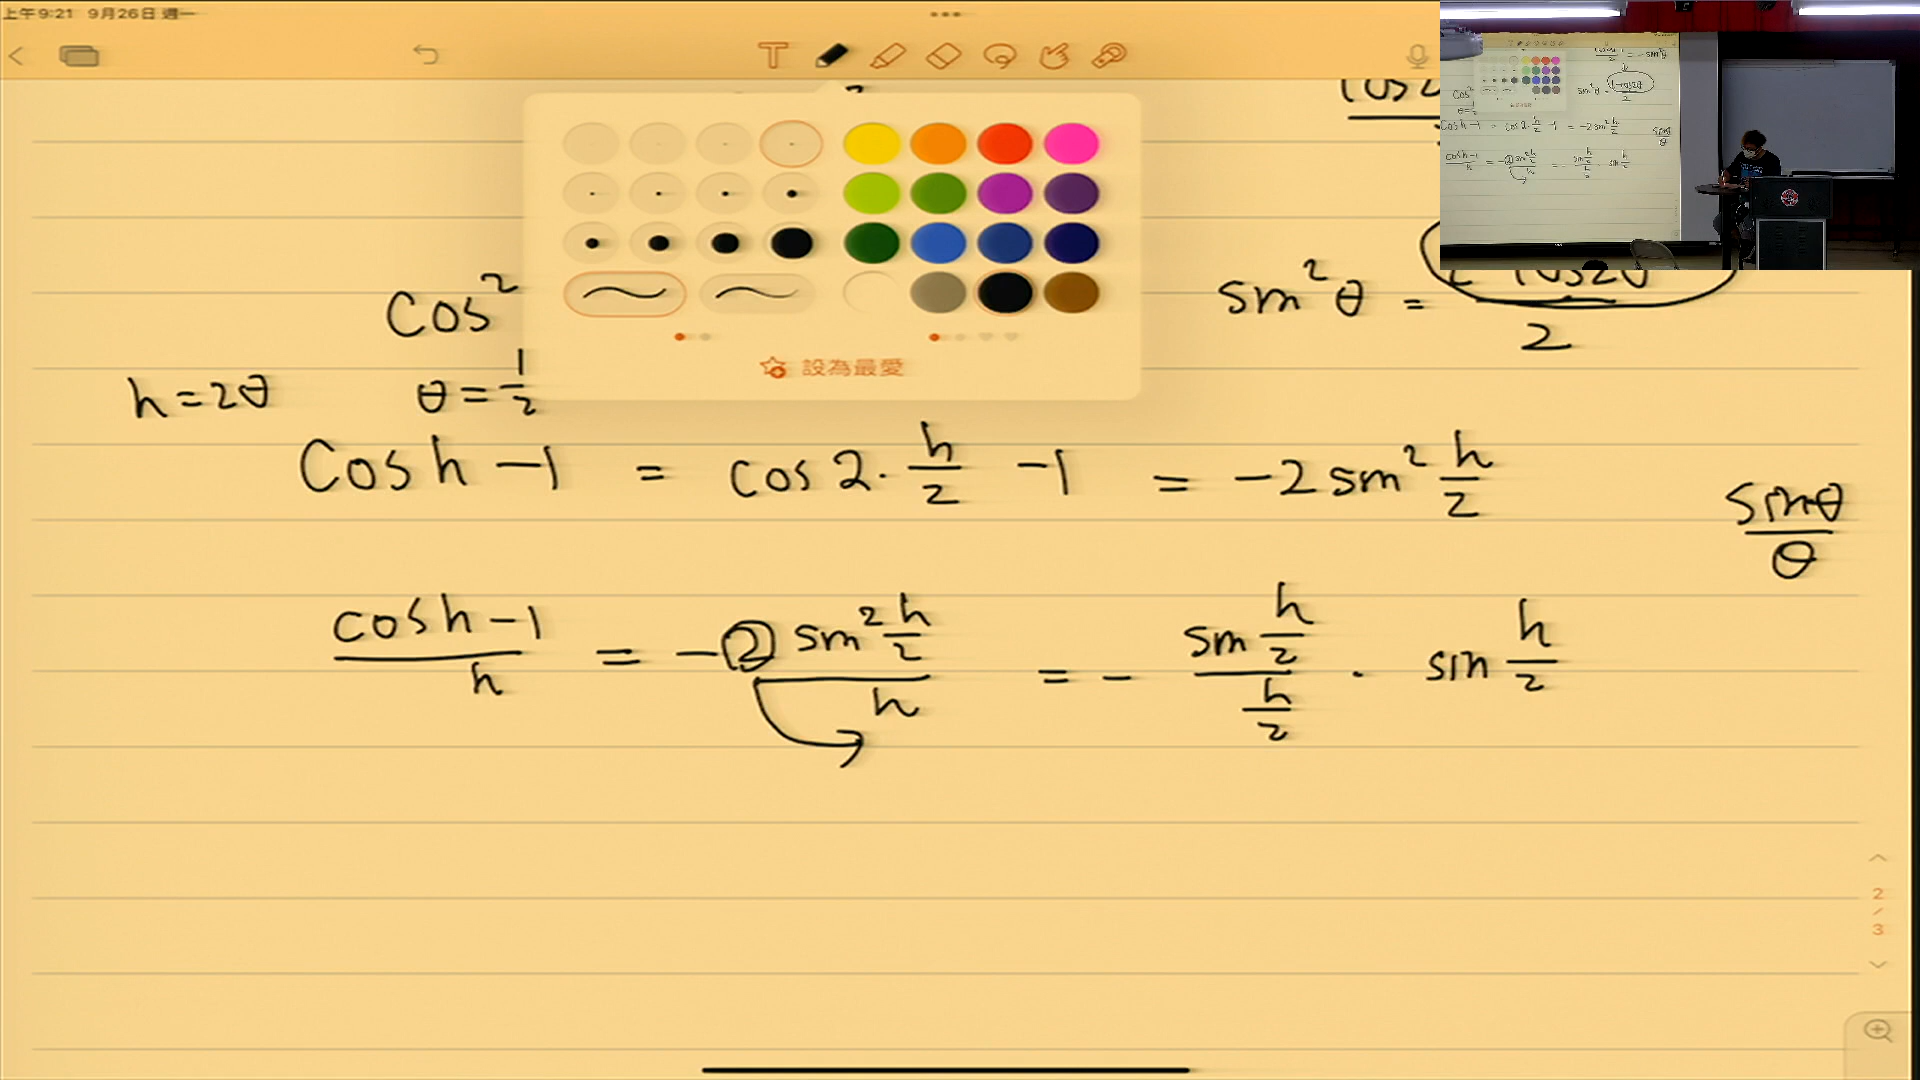 上午9:21 9月26日 週一
cos²
sin²θ = 1-cos2θ / 2
設為最愛
h=2θ θ=1/2
Cos h -1 = cos 2·h/2 -1 = -2 sin² h/2
sinθ/θ
cos h -1 / h = -2 sin² h/2 / h = - sin h/2 / h/2 · sin h/2
2/3